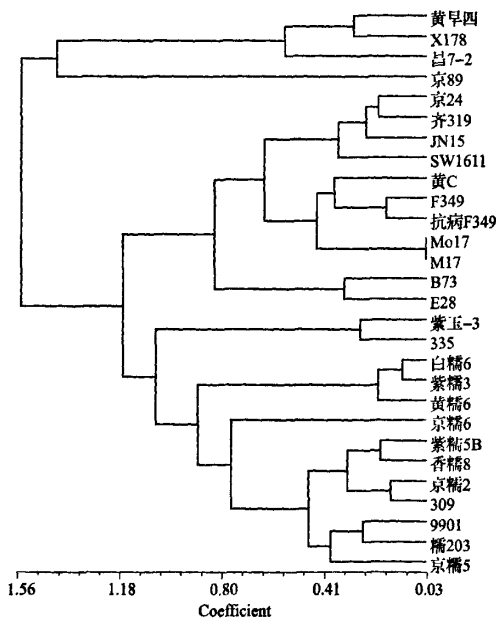 黄早四
X178
昌7-2
京89
京24
齐319
JN15
SW1611
黄C
F349
抗病F349
Mo17
M17
B73
E28
紫玉-3
335
白糯6
紫糯3
黄糯6
京糯6
紫糯5B
香糯8
京糯2
309
9901
糯203
京糯5
1.56 1.18 0.80 0.41 0.03
Coefficient